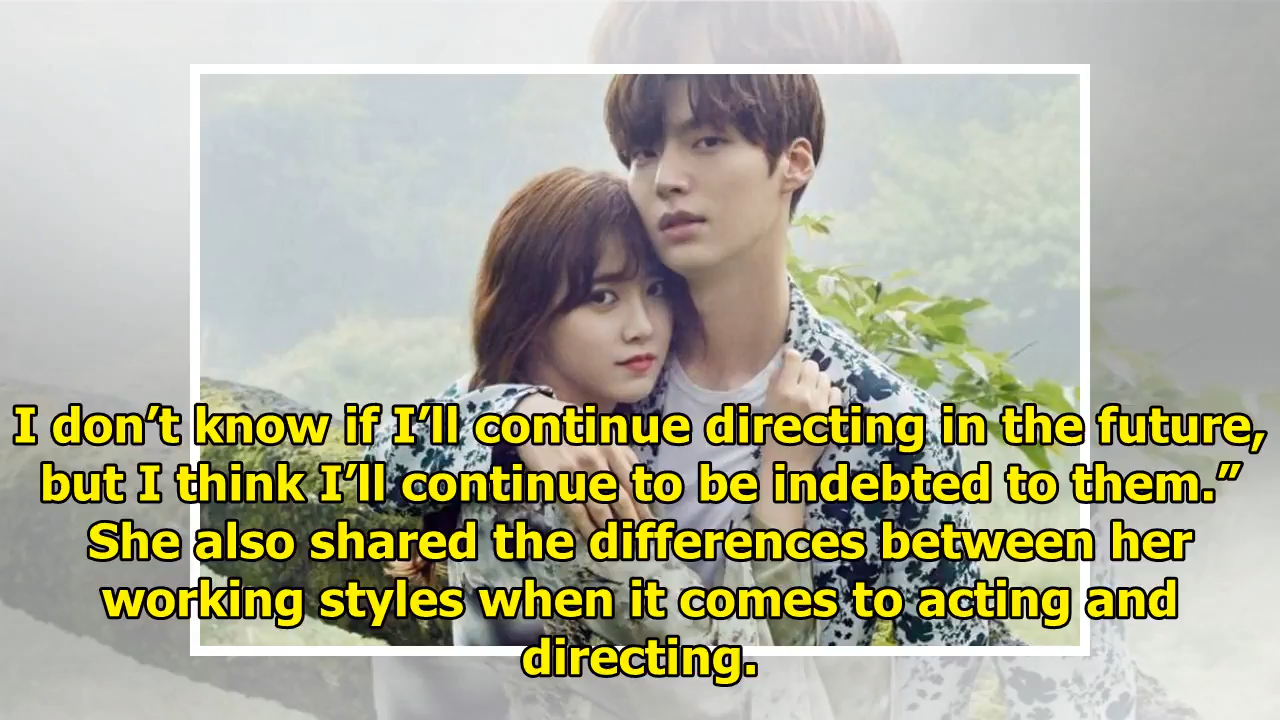 I don’t know if I’ll continue directing in the future,
but I think I’ll continue to be indebted to them.”
She also shared the differences between her
working styles when it comes to acting and
directing.